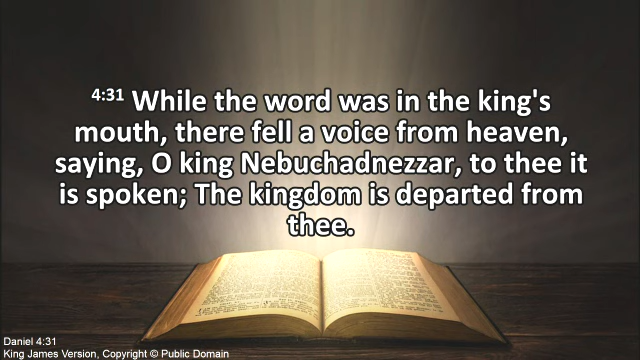 4:31 While the word was in the king's
mouth, there fell a voice from heaven,
saying, O king Nebuchadnezzar, to thee it
is spoken; The kingdom is departed from
thee.
Daniel 4:31
King James Version, Copyright © Public Domain